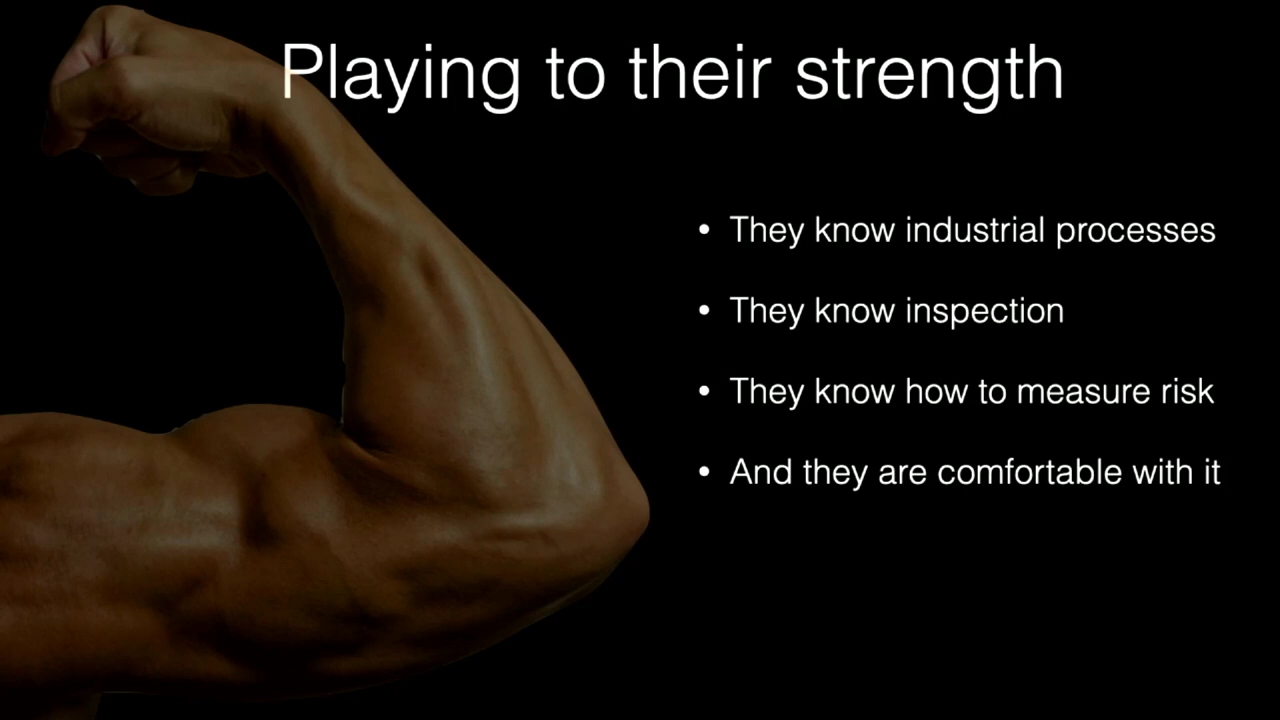 Playing to their strength
• They know industrial processes
• They know inspection
• They know how to measure risk
• And they are comfortable with it